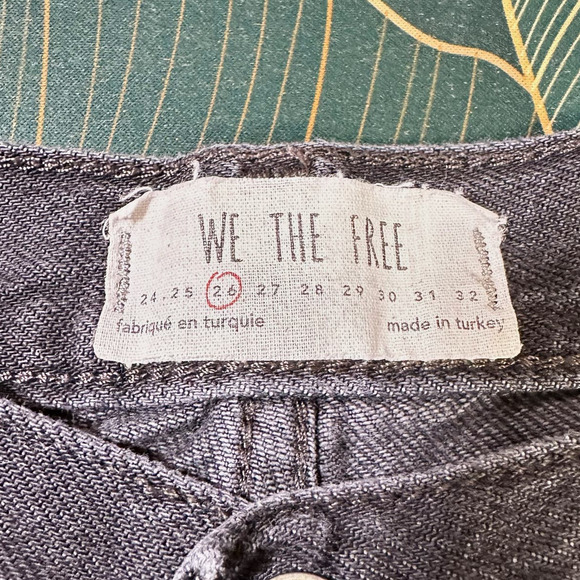 WE THE FREE
24.25 26 27 28 29 30 31 32
fabriqué en turquie made in turkey